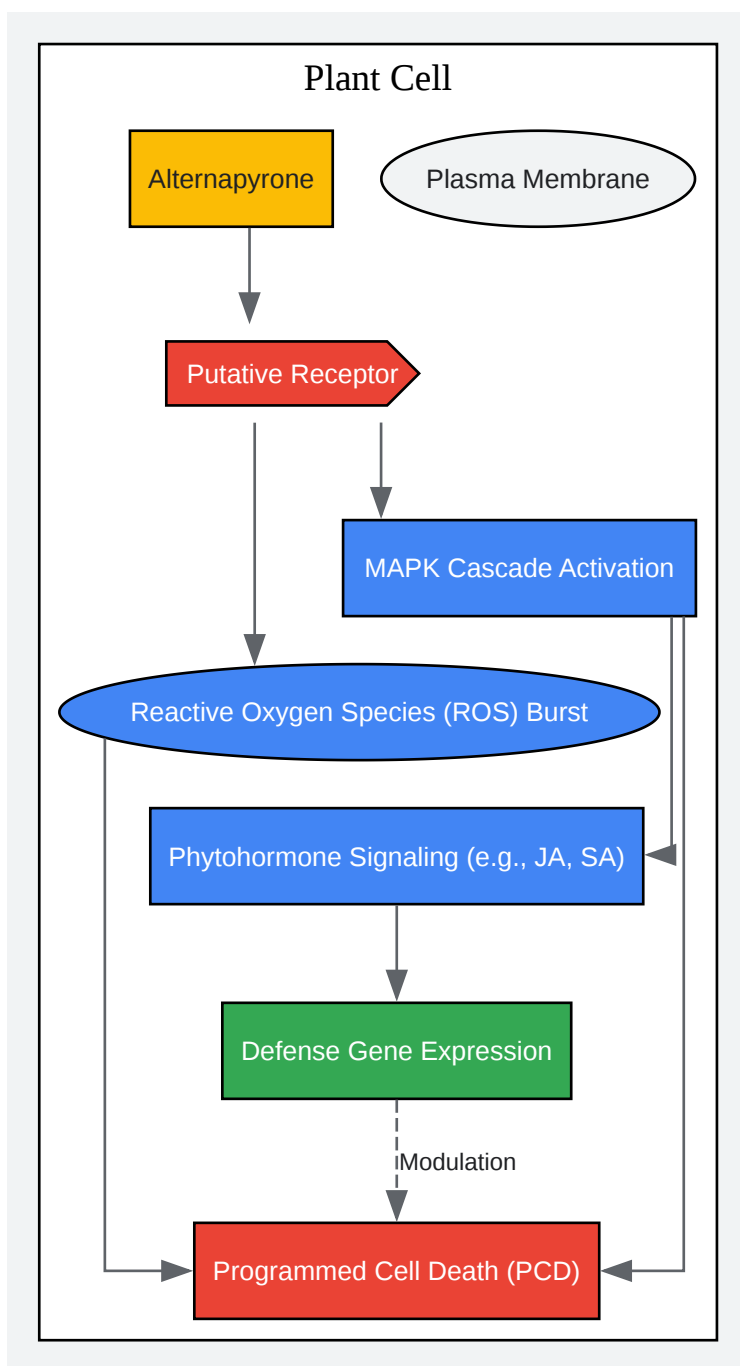 Plant Cell
Alternapyrone
Plasma Membrane
Putative Receptor
MAPK Cascade Activation
Reactive Oxygen Species (ROS) Burst
Phytohormone Signaling (e.g., JA, SA)
Defense Gene Expression
Modulation
Programmed Cell Death (PCD)